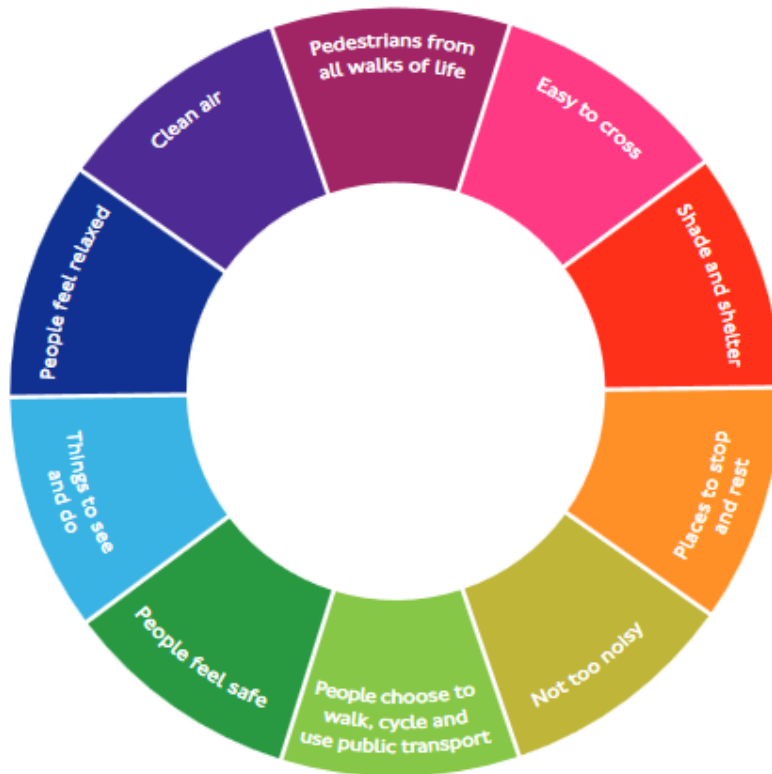 Pedestrians from
all walks of life
Easy to cross
Shade and shelter
Places to stop
and rest
Not too noisy
People choose to
walk, cycle and
use public transport
People feel safe
Things to see
and do
People feel relaxed
Clean air